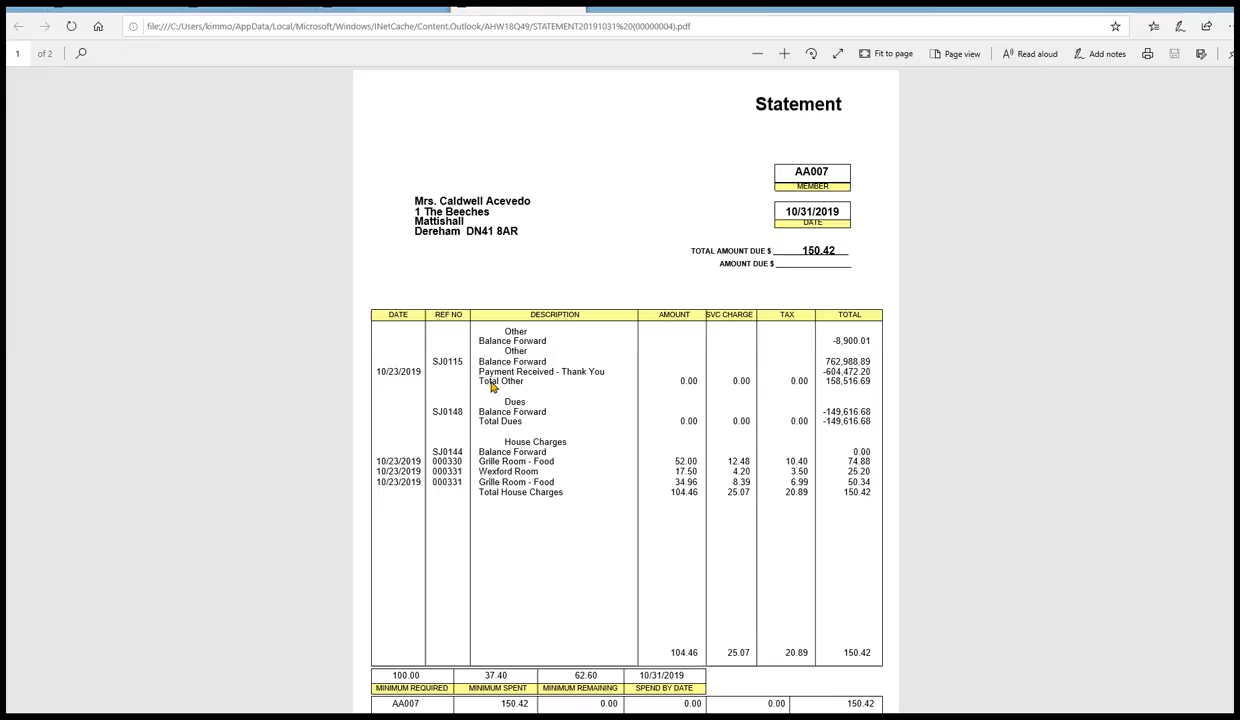 file:///C:/Users/kimmo/AppData/Local/Microsoft/Windows/INetCache/Content.Outlook/AHW18Q49/STATEMENT20191031%20(00000004).pdf
1 of 2 Fit to page Page view Read aloud Add notes
Statement
AA007
MEMBER
Mrs. Caldwell Acevedo
1 The Beeches
Mattishall
Dereham DN41 8AR
10/31/2019
DATE
TOTAL AMOUNT DUE $ 150.42
AMOUNT DUE $
DATE REF NO DESCRIPTION AMOUNT SVC CHARGE TAX TOTAL
Other
Balance Forward -8,900.01
Other
SJ0115 Balance Forward 762,988.89
10/23/2019 Payment Received - Thank You -604,472.20
Total Other 0.00 0.00 0.00 158,516.69
Dues
SJ0148 Balance Forward -149,616.68
Total Dues 0.00 0.00 0.00 -149,616.68
House Charges
SJ0144 Balance Forward 0.00
10/23/2019 000330 Grille Room - Food 52.00 12.48 10.40 74.88
10/23/2019 000331 Wexford Room 17.50 4.20 3.50 25.20
10/23/2019 000331 Grille Room - Food 34.96 8.39 6.99 50.34
Total House Charges 104.46 25.07 20.89 150.42
104.46 25.07 20.89 150.42
100.00 37.40 62.60 10/31/2019
MINIMUM REQUIRED MINIMUM SPENT MINIMUM REMAINING SPEND BY DATE
AA007 150.42 0.00 0.00 0.00 150.42